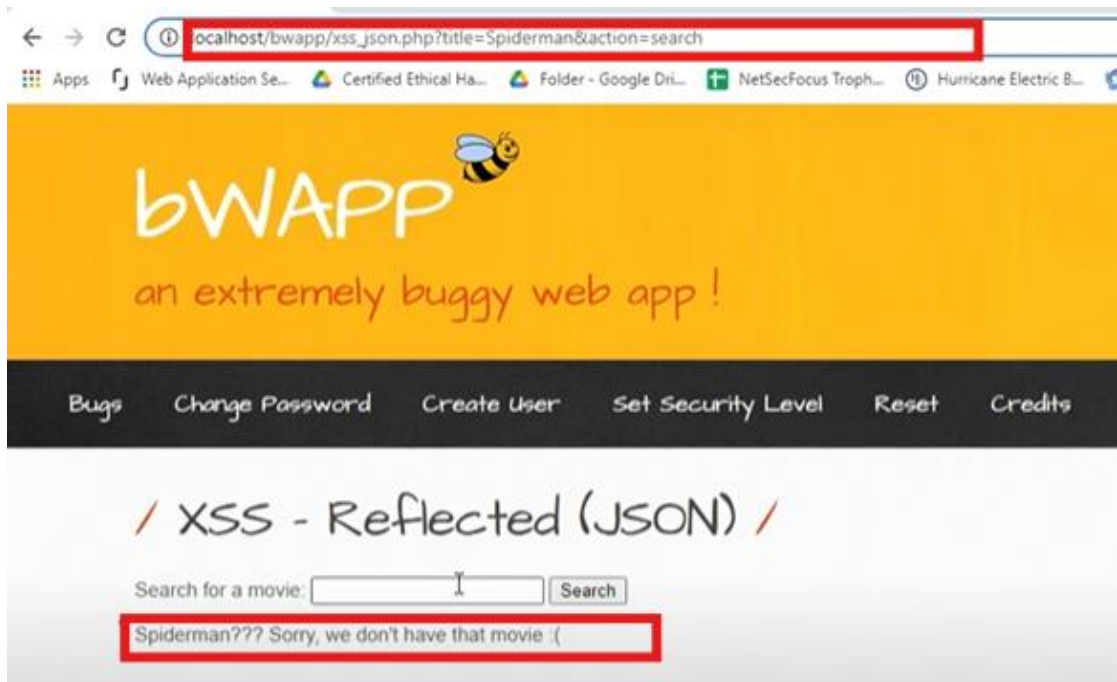 localhost/bwapp/xss_json.php?title=Spiderman&action=search
Apps Web Application Se... Certified Ethical Ha... Folder - Google Dri... NetSecFocus Troph... Hurricane Electric B...
bWAPP
an extremely buggy web app !
Bugs Change Password Create User Set Security Level Reset Credits
/ XSS - Reflected (JSON) /
Search for a movie: Search
Spiderman??? Sorry, we don't have that movie :(